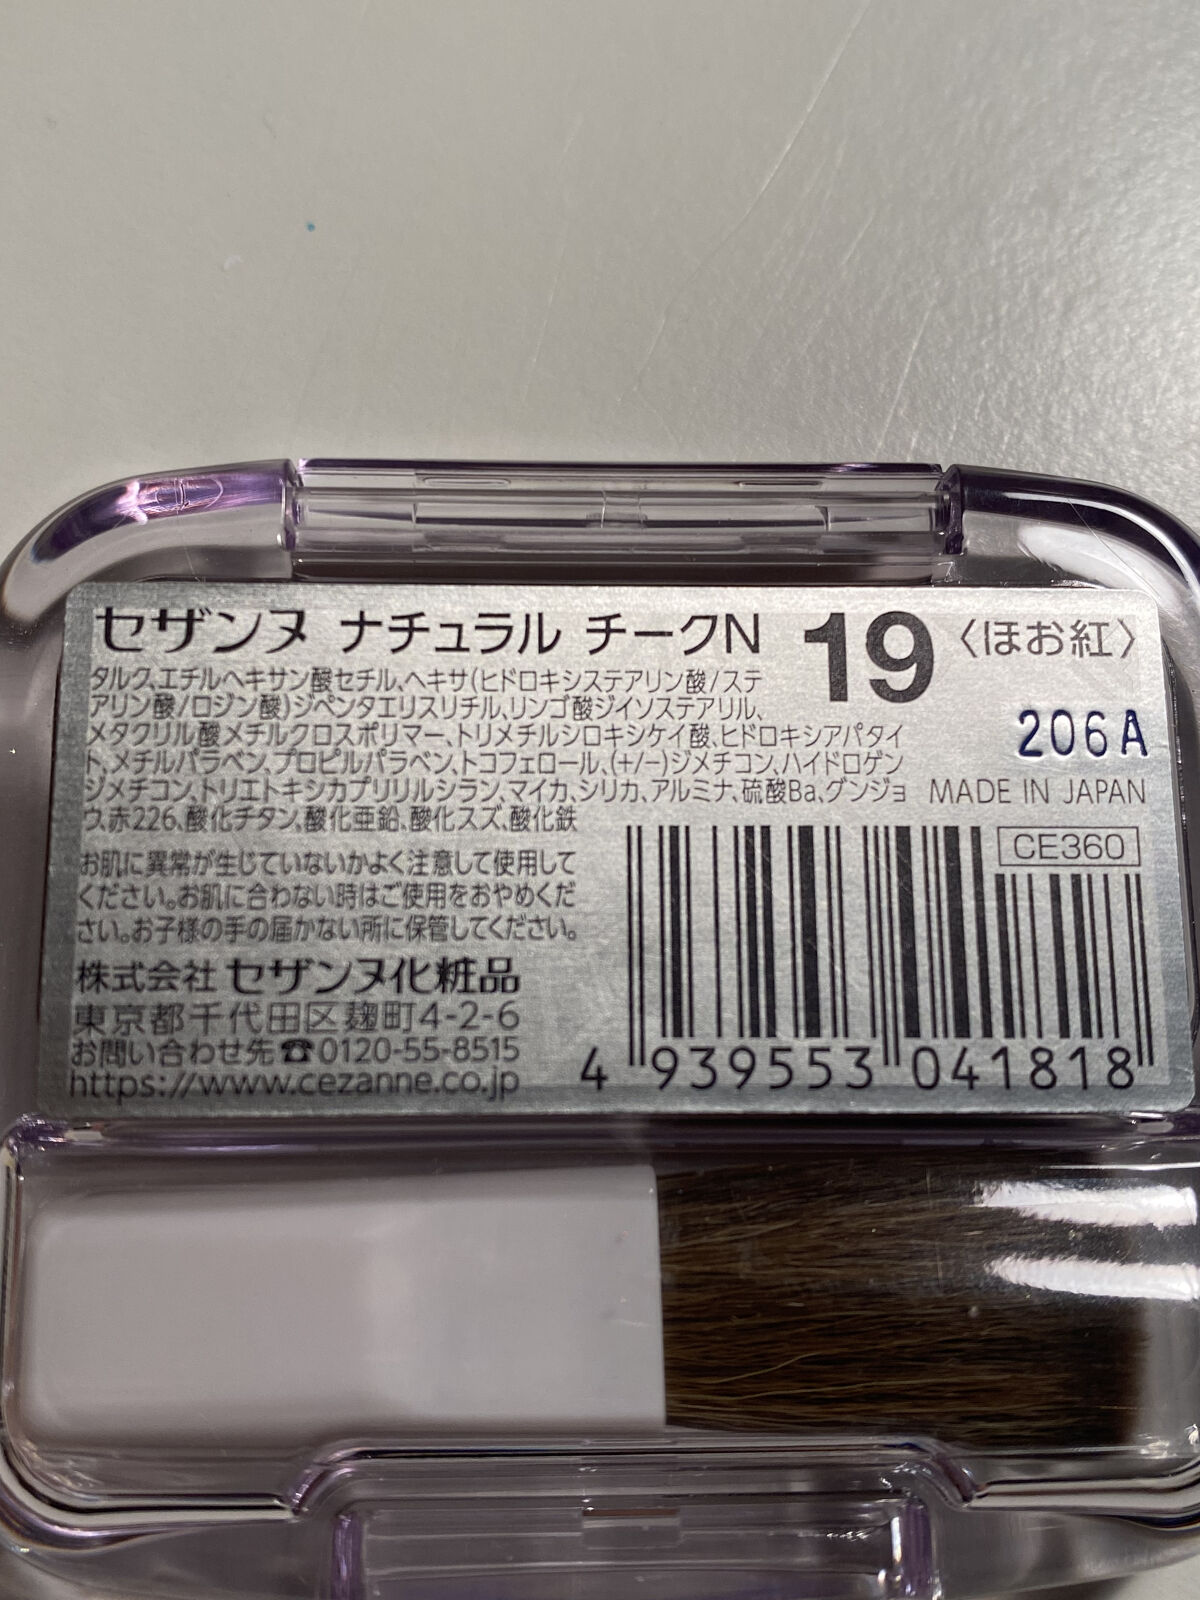 セザンヌ ナチュラル チークN 19 〈ほお紅〉
タルク、エチルヘキサン酸セチル、ヘキサ(ヒドロキシステアリン酸/ステ
アリン酸/ロジン酸)ジペンタエリスリチル、リンゴ酸ジイソステアリル、
メタクリル酸メチルクロスポリマー、トリメチルシロキシケイ酸、ヒドロキシアパタイ
ト、メチルパラベン、プロピルパラベン、トコフェロール、(+/-)ジメチコン、ハイドロゲン
ジメチコン、トリエトキシカプリリルシラン、マイカ、シリカ、アルミナ、硫酸Ba、グンジョ
ウ、赤226、酸化チタン、酸化亜鉛、酸化スズ、酸化鉄
206A
MADE IN JAPAN
CE360
お肌に異常が生じていないかよく注意して使用して
ください。お肌に合わない時はご使用をおやめくだ
さい。お子様の手の届かない所に保管してください。
株式会社 セザンヌ化粧品
東京都千代田区麹町4-2-6
お問い合わせ先☎0120-55-8515
https://www.cezanne.co.jp
4 939553 041818